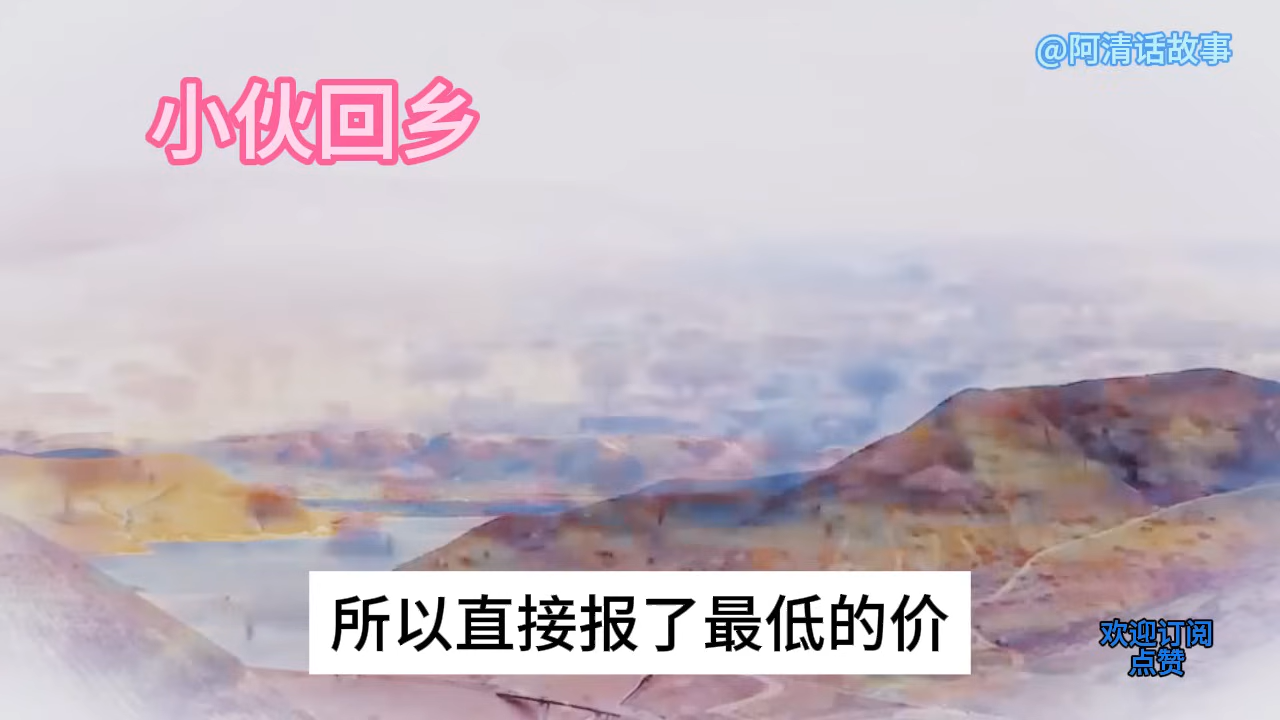 @阿清话故事
小伙回乡
所以直接报了最低的价
欢迎订阅
点赞